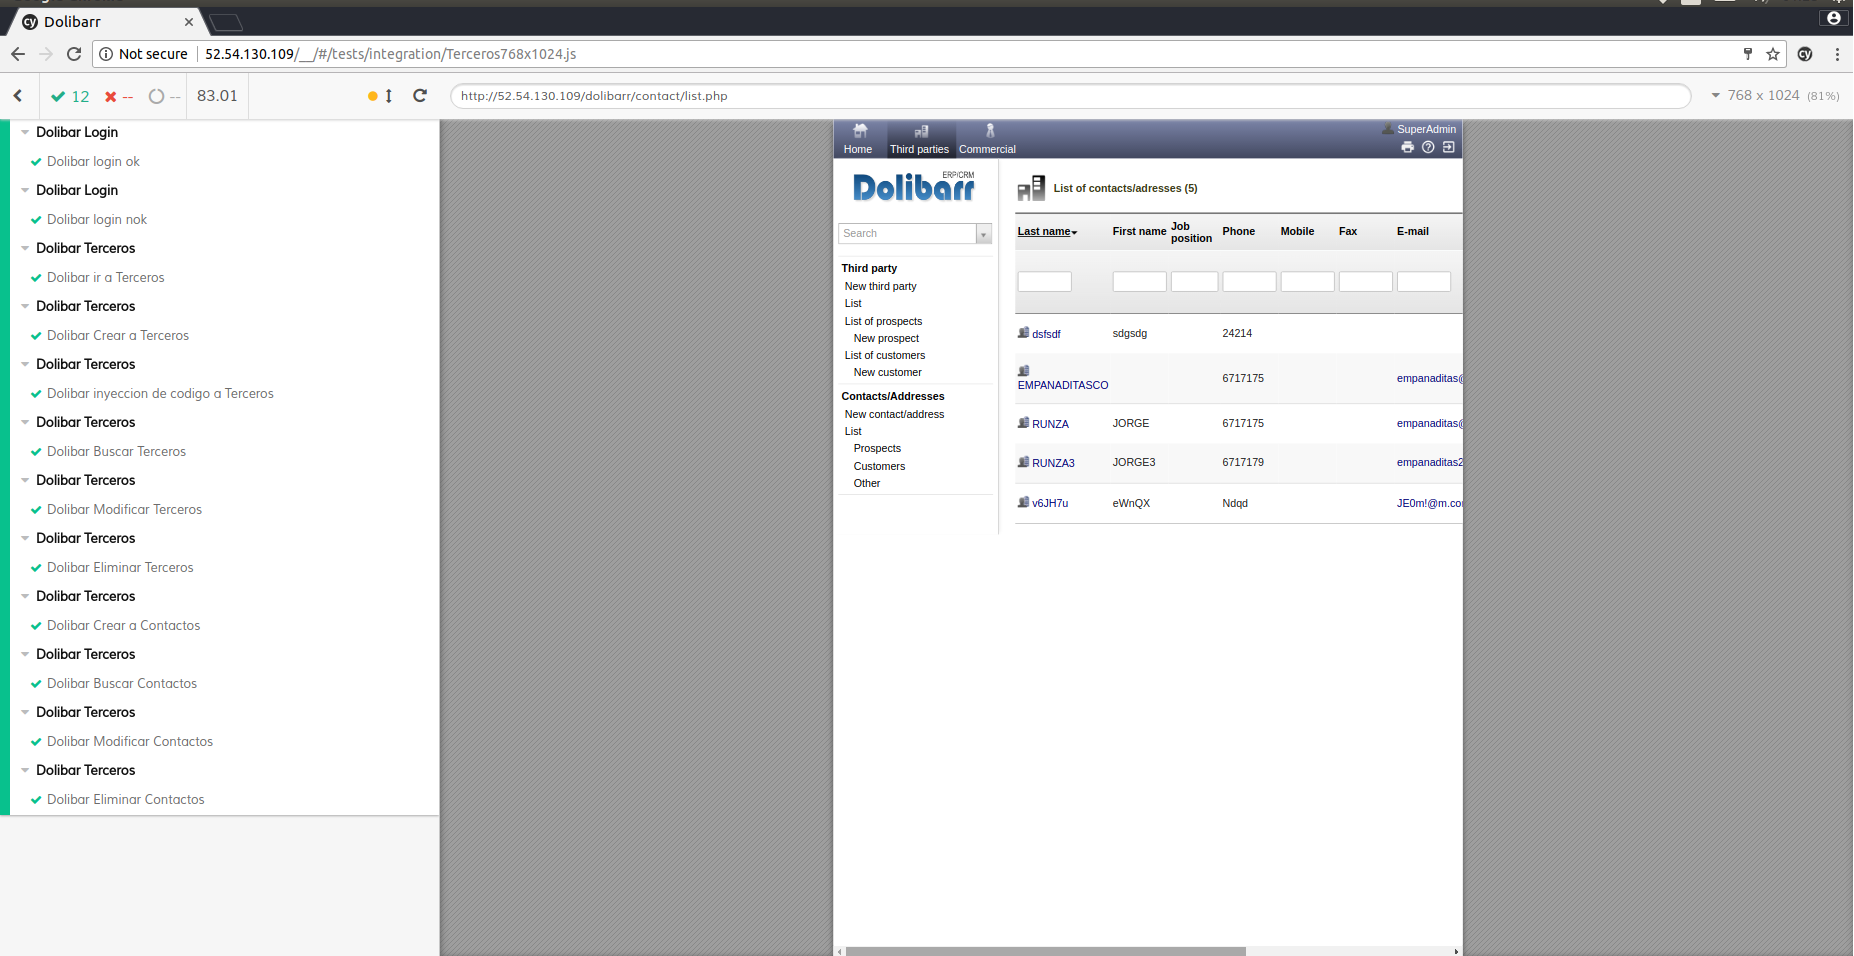 Dolibarr
Not secure
52.54.130.109/__/#/tests/integration/Terceros768x1024.js
12 -- -- 83.01
http://52.54.130.109/dolibarr/contact/list.php
768 x 1024 (81%)
Dolibar Login
Dolibar login ok
Dolibar Login
Dolibar login nok
Dolibar Terceros
Dolibar ir a Terceros
Dolibar Terceros
Dolibar Crear a Terceros
Dolibar Terceros
Dolibar inyeccion de codigo a Terceros
Dolibar Terceros
Dolibar Buscar Terceros
Dolibar Terceros
Dolibar Modificar Terceros
Dolibar Terceros
Dolibar Eliminar Terceros
Dolibar Terceros
Dolibar Crear a Contactos
Dolibar Terceros
Dolibar Buscar Contactos
Dolibar Terceros
Dolibar Modificar Contactos
Dolibar Terceros
Dolibar Eliminar Contactos
Home
Third parties
Commercial
SuperAdmin
ERP/CRM
Dolibarr
Search
Third party
New third party
List
List of prospects
New prospect
List of customers
New customer
Contacts/Addresses
New contact/address
List
Prospects
Customers
Other
List of contacts/adresses (5)
Last name First name Job position Phone Mobile Fax E-mail
dsfsdf sdgsdg 24214
EMPANADITASCO 6717175 empanaditas@
RUNZA JORGE 6717175 empanaditas@
RUNZA3 JORGE3 6717179 empanaditas2
v6JH7u eWnQX Ndqd JE0m!@m.co